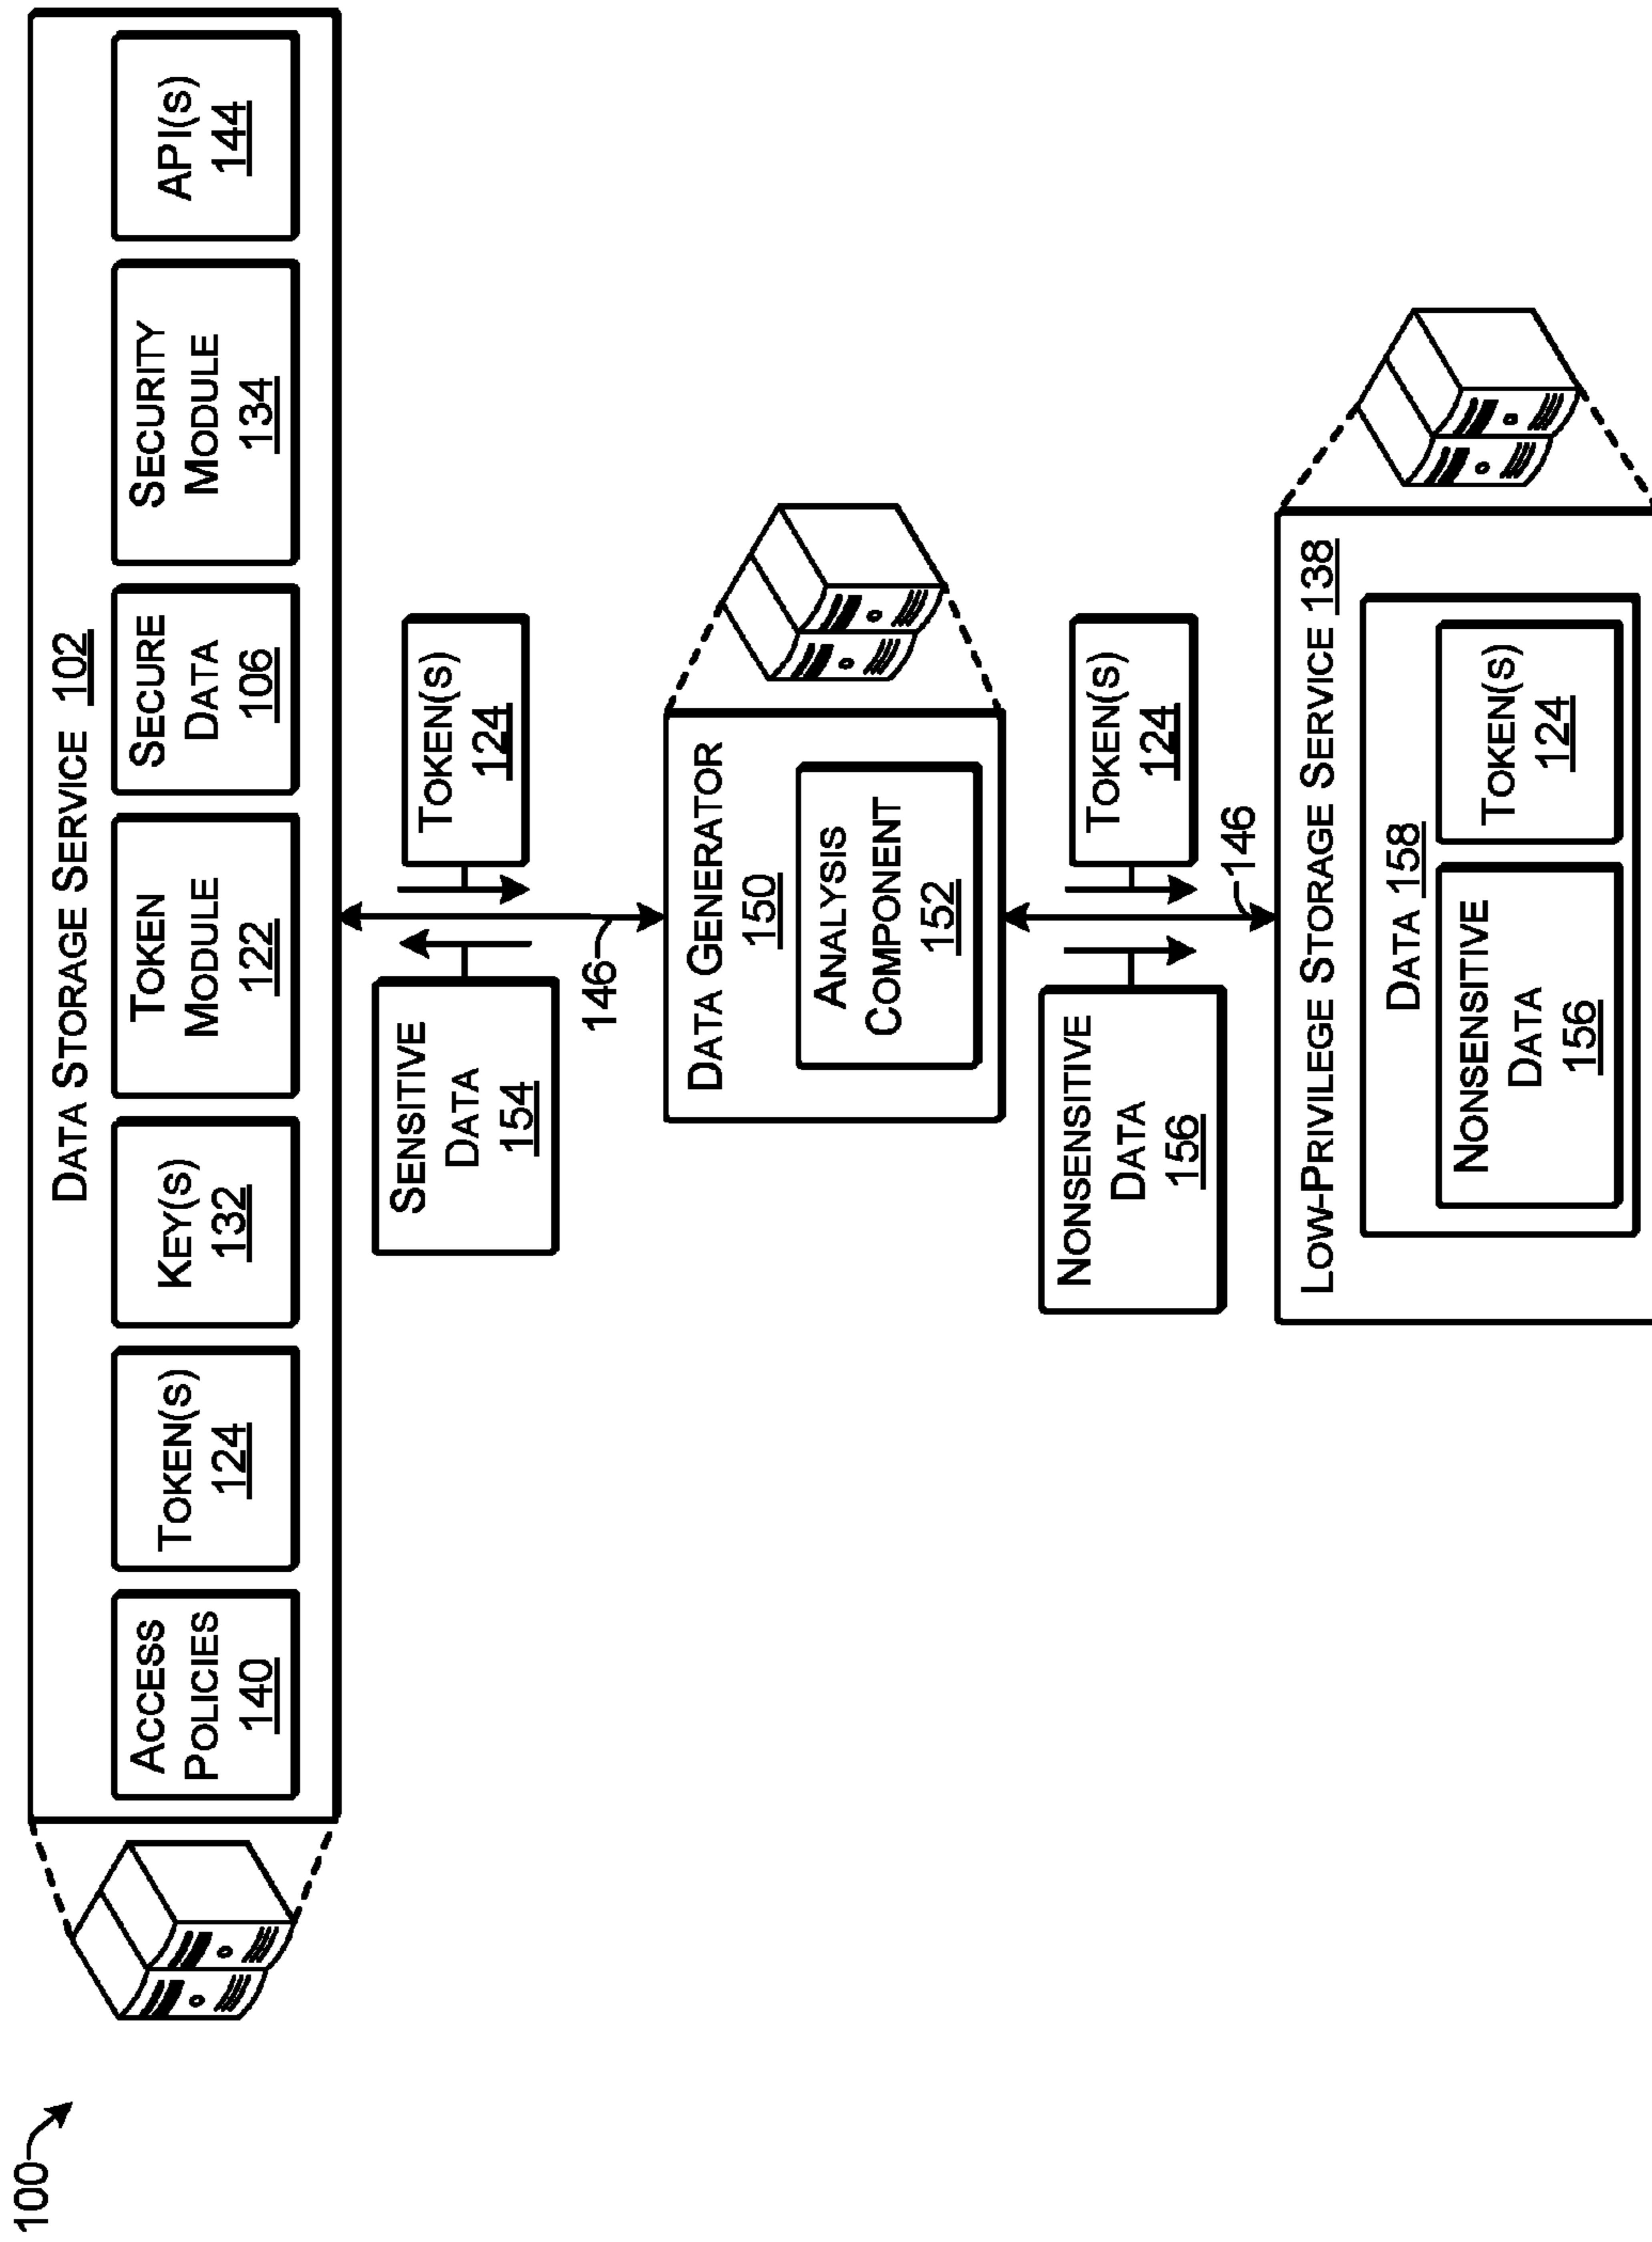 100
DATA STORAGE SERVICE 102
ACCESS
POLICIES
140
TOKEN(S)
124
KEY(S)
132
TOKEN
MODULE
122
SECURE
DATA
106
SECURITY
MODULE
134
API(S)
144
SENSITIVE
DATA
154
TOKEN(S)
124
146
DATA GENERATOR
150
ANALYSIS
COMPONENT
152
NONSENSITIVE
DATA
156
TOKEN(S)
124
146
LOW-PRIVILEGE STORAGE SERVICE 138
DATA 158
NONSENSITIVE
DATA
156
TOKEN(S)
124